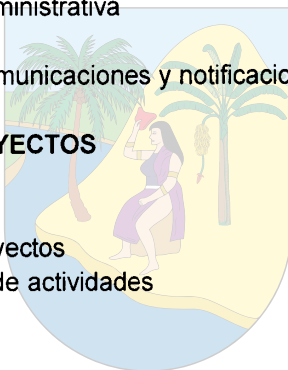 ministrativa
municaciones y notificacio
YECTOS
yectos
de actividades